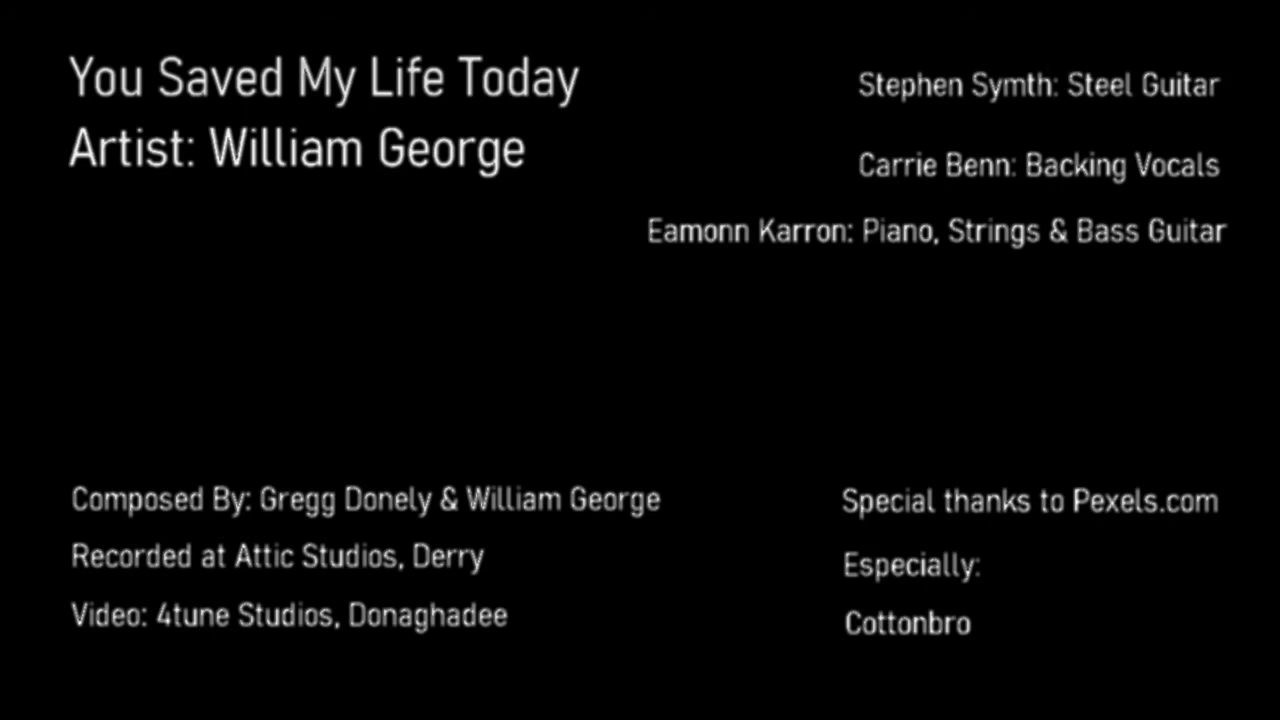 You Saved My Life Today
Artist: William George
Stephen Symth: Steel Guitar
Carrie Benn: Backing Vocals
Eamonn Karron: Piano, Strings & Bass Guitar
Composed By: Gregg Donely & William George
Recorded at Attic Studios, Derry
Video: 4tune Studios, Donaghadee
Special thanks to Pexels.com
Especially:
Cottonbro